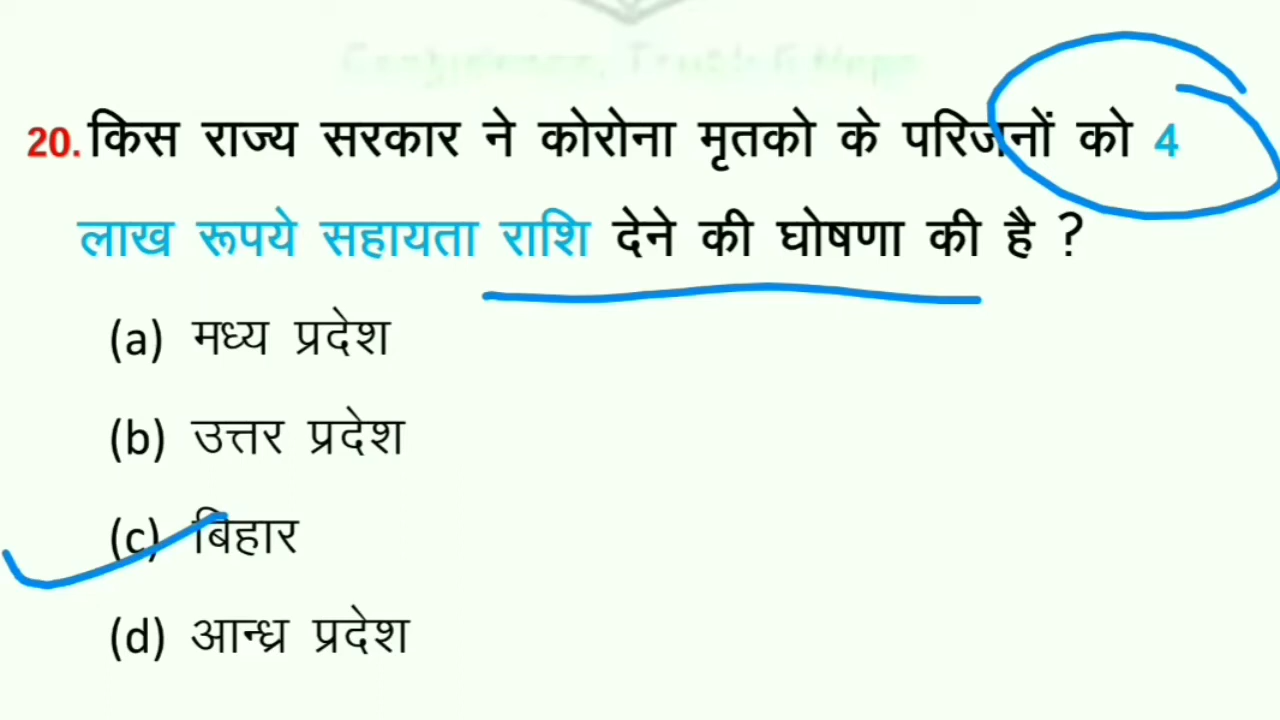 20. किस राज्य सरकार ने कोरोना मृतको के परिजनों को 4
लाख रूपये सहायता राशि देने की घोषणा की है ?
(a) मध्य प्रदेश
(b) उत्तर प्रदेश
(c) बिहार
(d) आन्ध्र प्रदेश